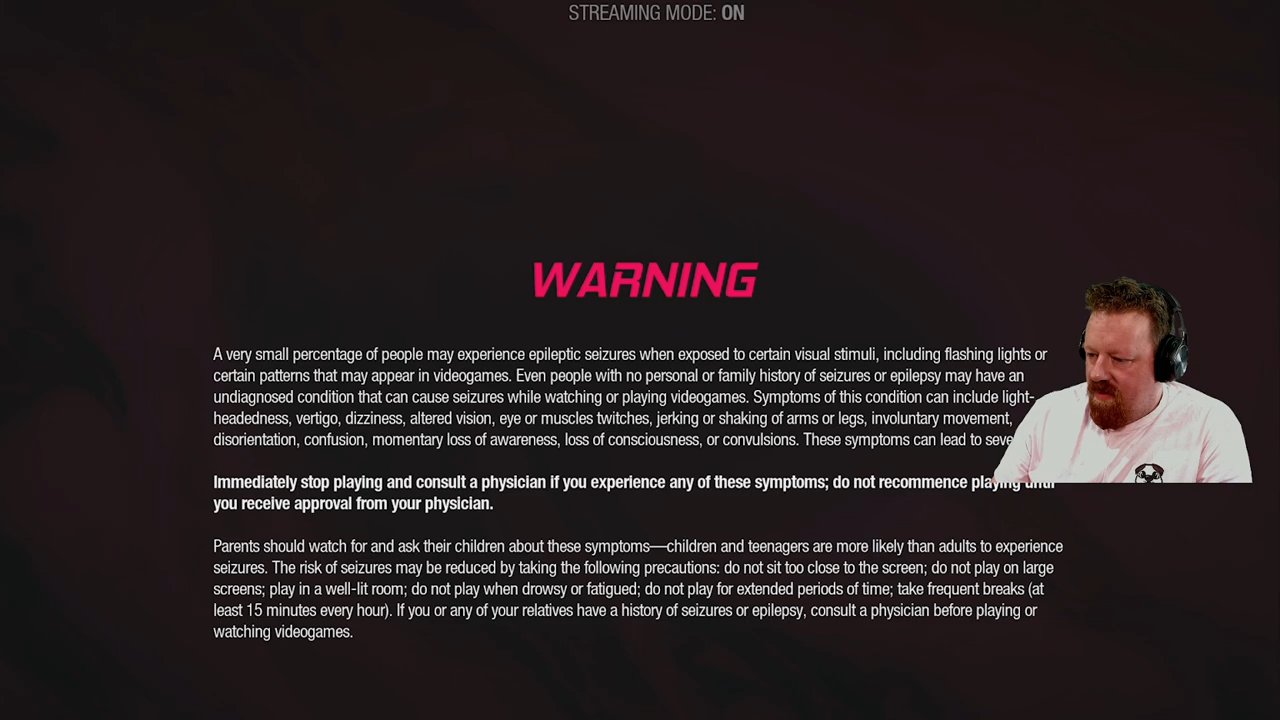 STREAMING MODE: ON
WARNING
A very small percentage of people may experience epileptic seizures when exposed to certain visual stimuli, including flashing lights or
certain patterns that may appear in videogames. Even people with no personal or family history of seizures or epilepsy may have an
undiagnosed condition that can cause seizures while watching or playing videogames. Symptoms of this condition can include light-
headedness, vertigo, dizziness, altered vision, eye or muscles twitches, jerking or shaking of arms or legs, involuntary movement,
disorientation, confusion, momentary loss of awareness, loss of consciousness, or convulsions. These symptoms can lead to
Immediately stop playing and consult a physician if you experience any of these symptoms; do not recommence playing until
you receive approval from your physician.
Parents should watch for and ask their children about these symptoms—children and teenagers are more likely than adults to experience
seizures. The risk of seizures may be reduced by taking the following precautions: do not sit too close to the screen; do not play on large
screens; play in a well-lit room; do not play when drowsy or fatigued; do not play for extended periods of time; take frequent breaks (at
least 15 minutes every hour). If you or any of your relatives have a history of seizures or epilepsy, consult a physician before playing or
watching videogames.